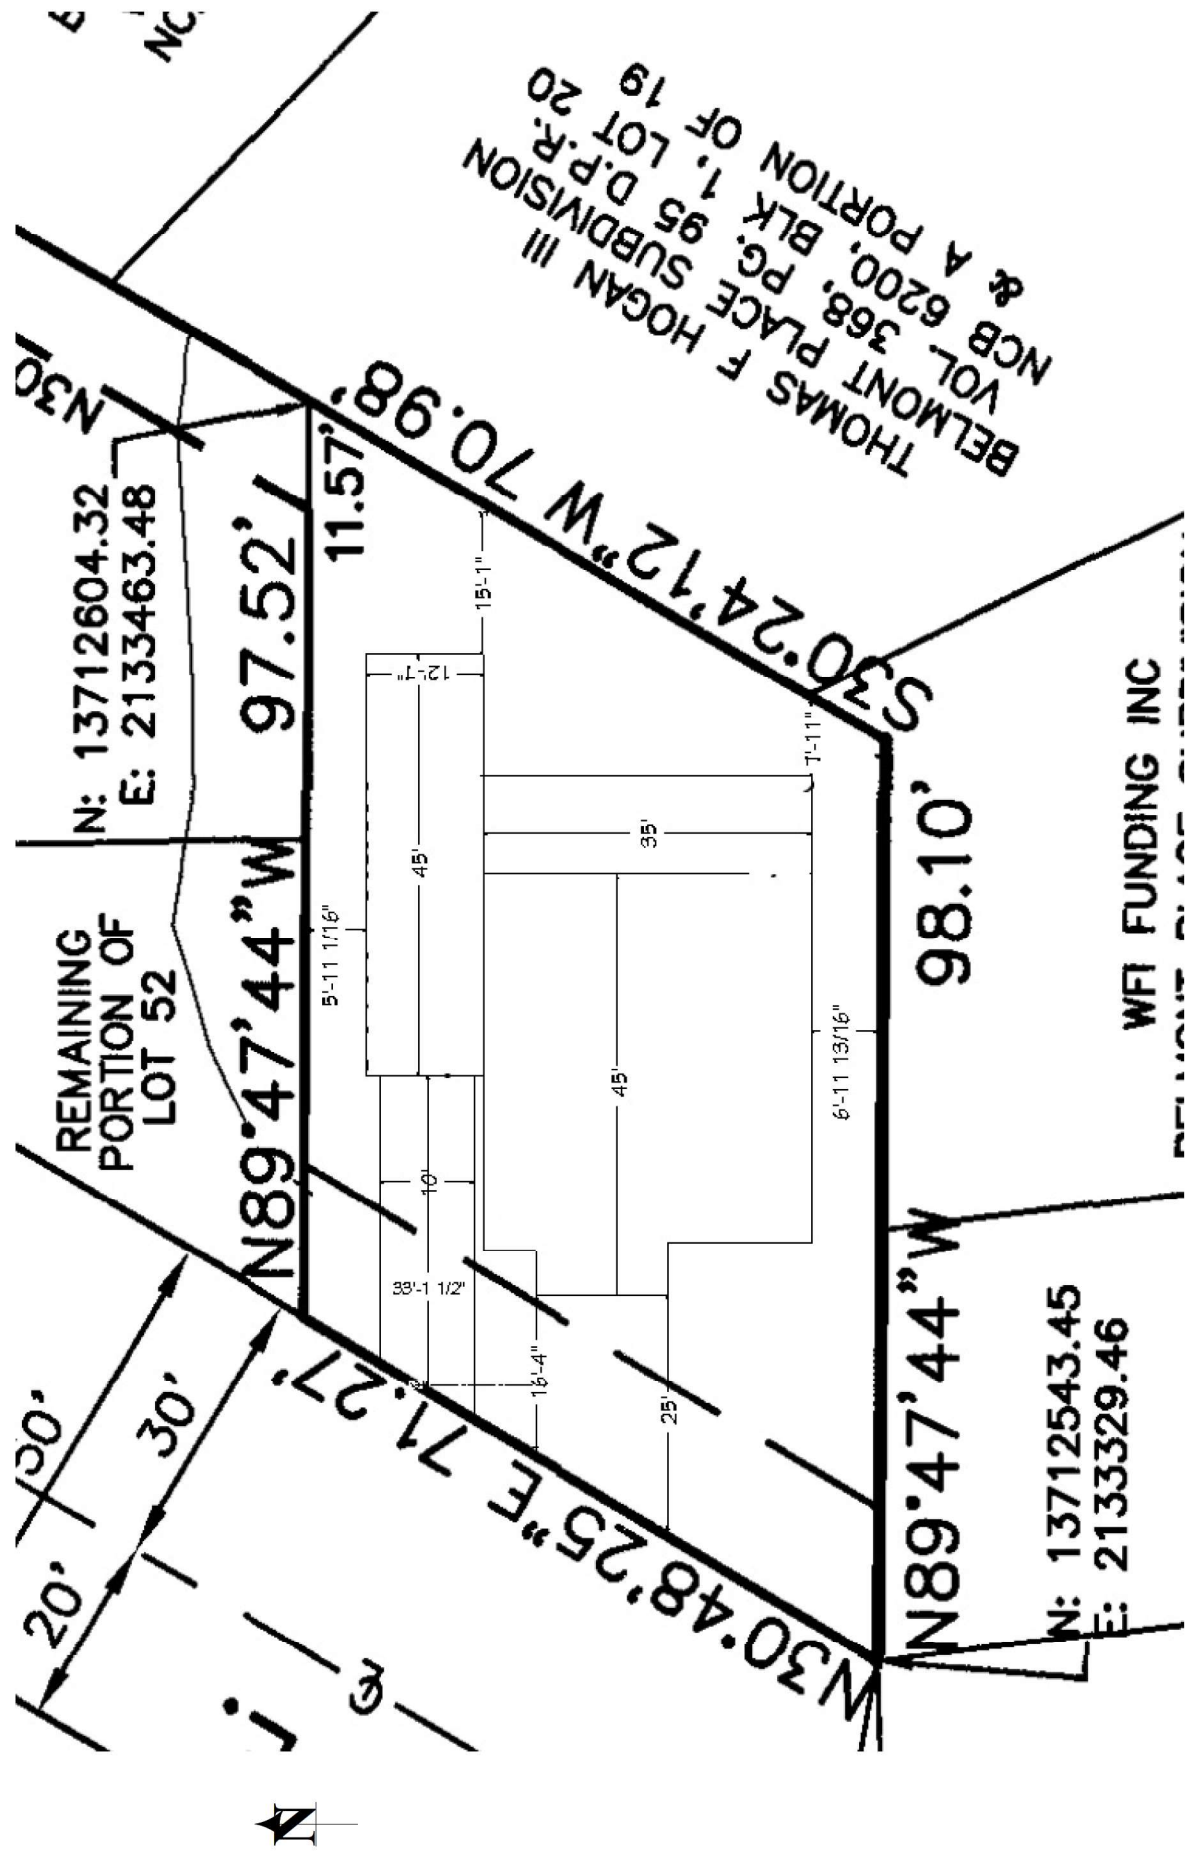 NO
N30
N: 13712604.32
E: 2133463.48
97.52'
11.57'
S30°24'12"W 70.98'
THOMAS F HOGAN III
BELMONT PLACE SUBDIVISION
VOL. 368, PG. 95 D.P.R.
NCB 6200, BLK 1, LOT 20
& A PORTION OF 19
REMAINING
PORTION OF
LOT 52
N89°47'44"W
15'-1"
45'
5'-11 1/16"
35'
45'
6'-11 13/16"
10'
33'-1 1/2"
16'-4"
25'
98.10'
WFI FUNDING INC
N89°47'44"W
N: 13712543.45
E: 2133329.46
N30°48'25"E 71.27'
30'
20'
N